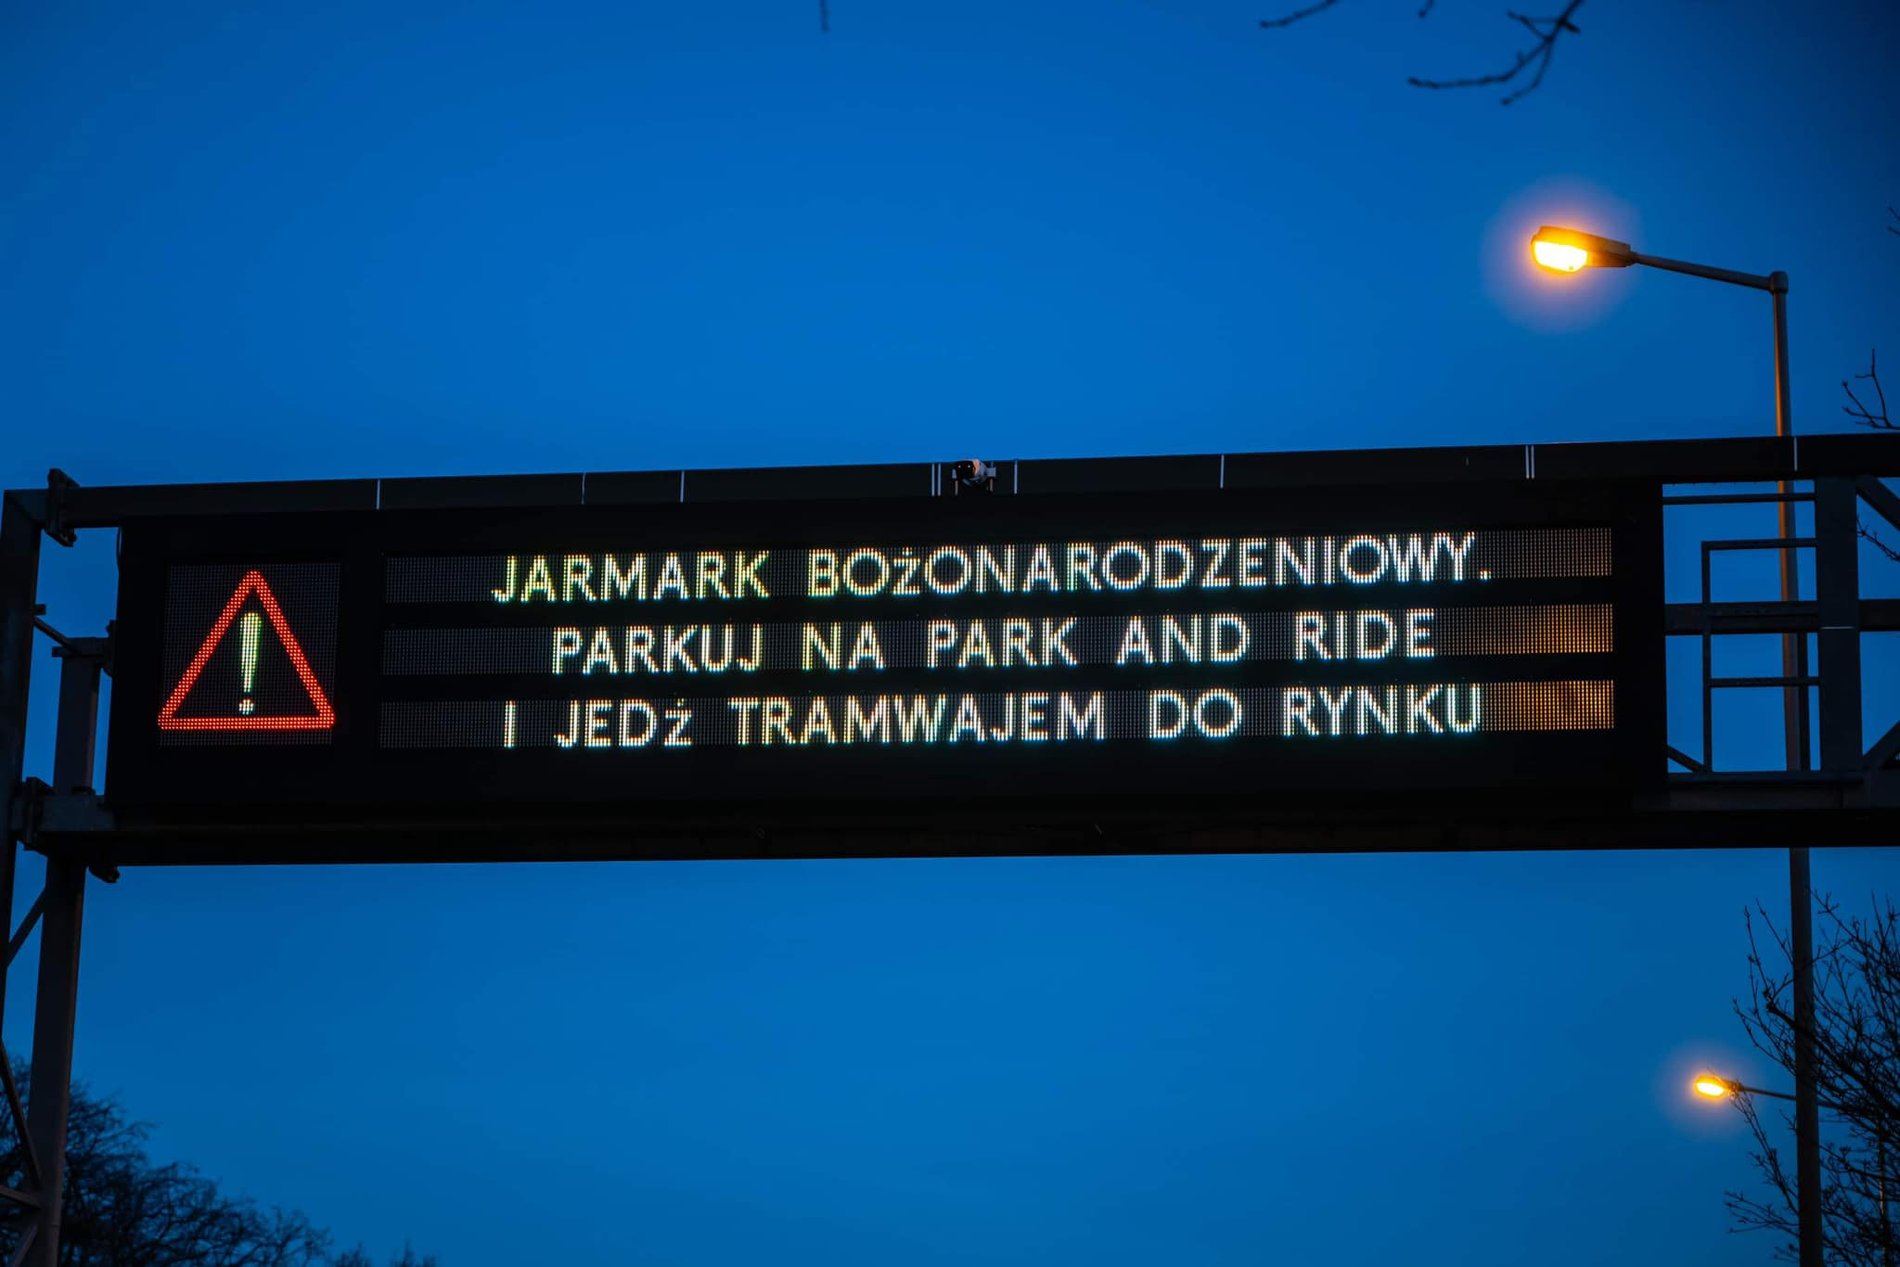 JARMARK BOżONARODZENIOWY.
PARKUJ NA PARK AND RIDE
I JEDź TRAMWAJEM DO RYNKU